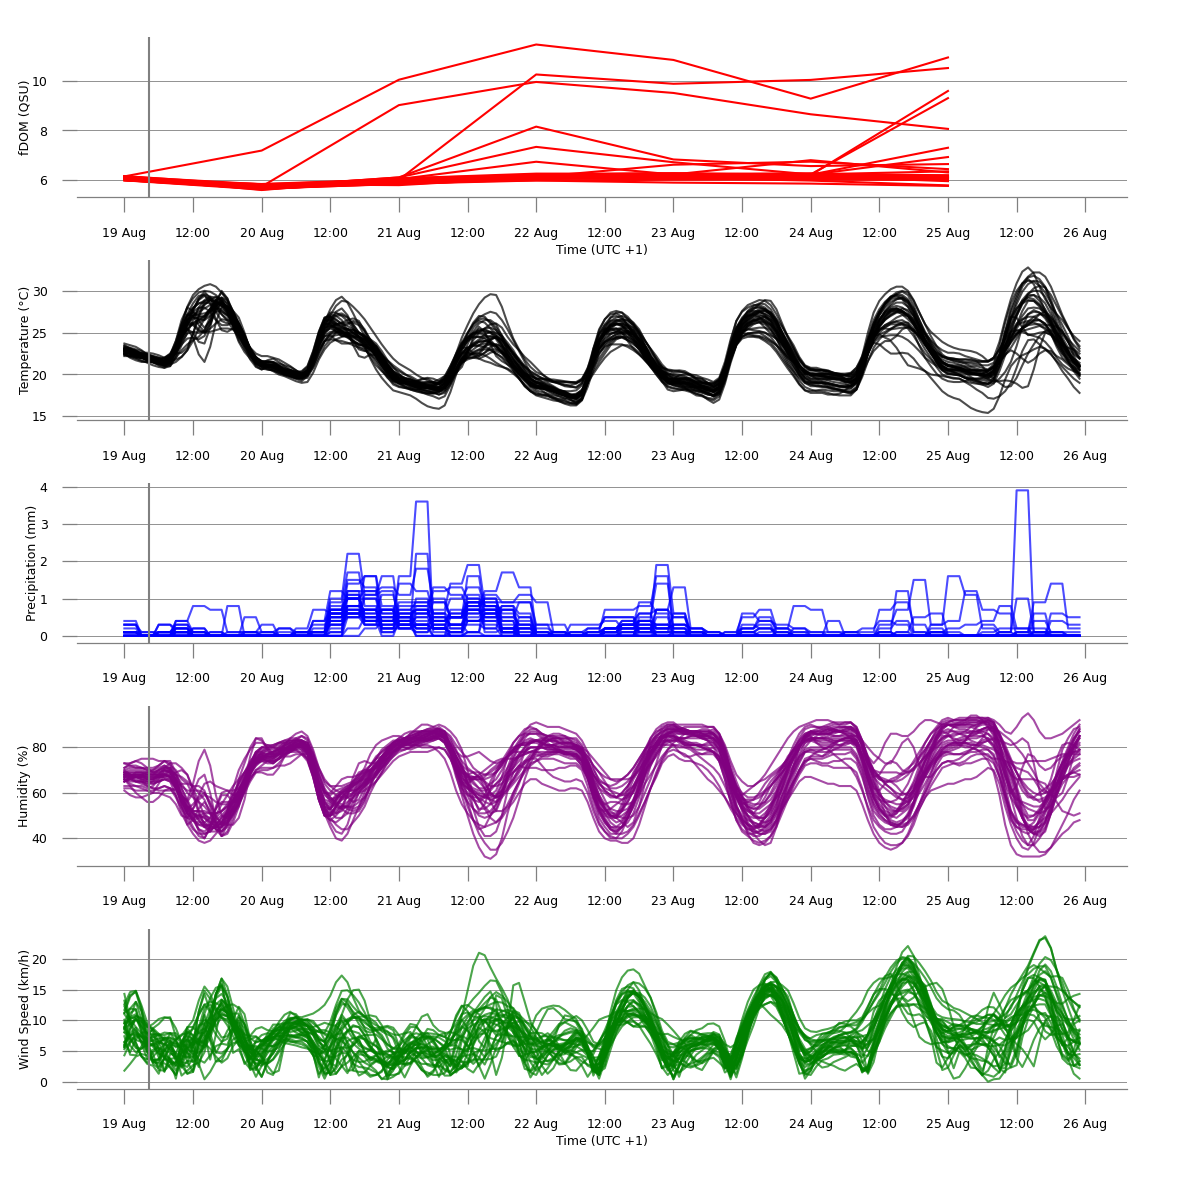 fDOM (QSU)
10
8
6
19 Aug 12:00 20 Aug 12:00 21 Aug 12:00 22 Aug 12:00 23 Aug 12:00 24 Aug 12:00 25 Aug 12:00 26 Aug
Time (UTC +1)
Temperature (°C)
30
25
20
15
19 Aug 12:00 20 Aug 12:00 21 Aug 12:00 22 Aug 12:00 23 Aug 12:00 24 Aug 12:00 25 Aug 12:00 26 Aug
Precipitation (mm)
4
3
2
1
0
19 Aug 12:00 20 Aug 12:00 21 Aug 12:00 22 Aug 12:00 23 Aug 12:00 24 Aug 12:00 25 Aug 12:00 26 Aug
Humidity (%)
80
60
40
19 Aug 12:00 20 Aug 12:00 21 Aug 12:00 22 Aug 12:00 23 Aug 12:00 24 Aug 12:00 25 Aug 12:00 26 Aug
Wind Speed (km/h)
20
15
10
5
0
19 Aug 12:00 20 Aug 12:00 21 Aug 12:00 22 Aug 12:00 23 Aug 12:00 24 Aug 12:00 25 Aug 12:00 26 Aug
Time (UTC +1)